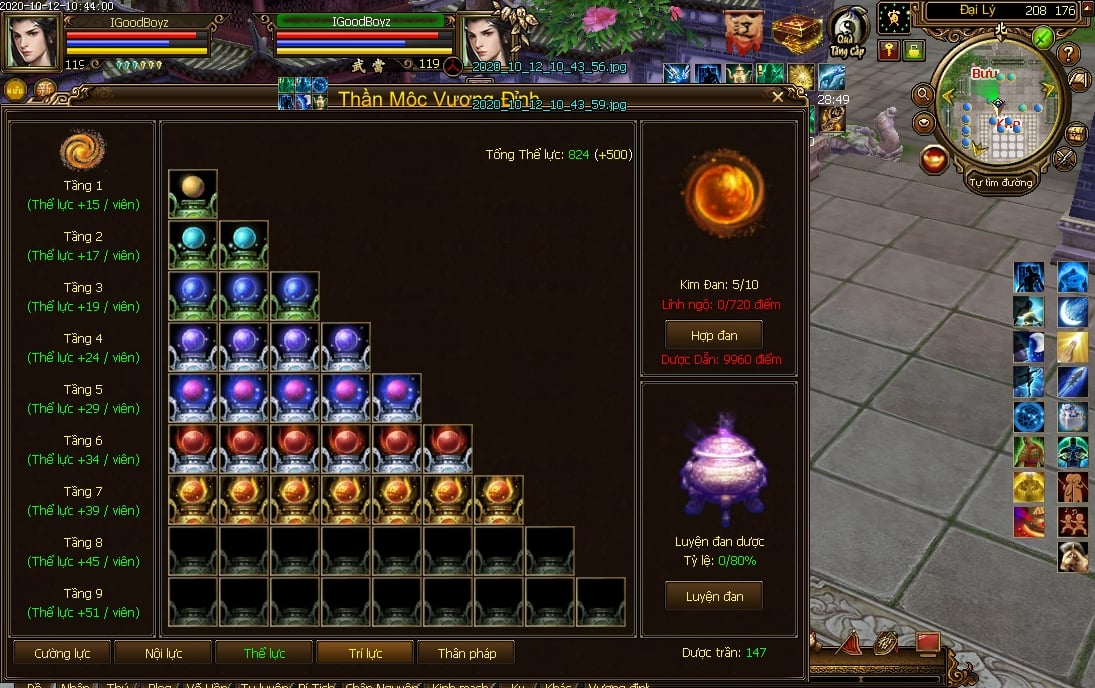 2020-10-12-10:44:00
IGoodBoyz
119
IGoodBoyz
武當 119
2020_10_12_10_43_56.jpg
Quà Tặng Cấp
Đại Lý 208 176
北
?
28:49
Bưu
Tự tìm đường
Thần Mộc Vương Đỉnh
2020_10_12_10_43_59.jpg
Tổng Thể lực: 824 (+500)
Tầng 1
(Thể lực +15 / viên)
Tầng 2
(Thể lực +17 / viên)
Tầng 3
(Thể lực +19 / viên)
Tầng 4
(Thể lực +24 / viên)
Tầng 5
(Thể lực +29 / viên)
Tầng 6
(Thể lực +34 / viên)
Tầng 7
(Thể lực +39 / viên)
Tầng 8
(Thể lực +45 / viên)
Tầng 9
(Thể lực +51 / viên)
Kim Đan: 5/10
Lĩnh ngộ: 0/720 điểm
Hợp đan
Dược Dẫn: 9960 điểm
Luyện đan dược
Tỷ lệ: 0/80%
Luyện đan
Dược trần: 147
Cường lực
Nội lực
Thể lực
Trí lực
Thân pháp